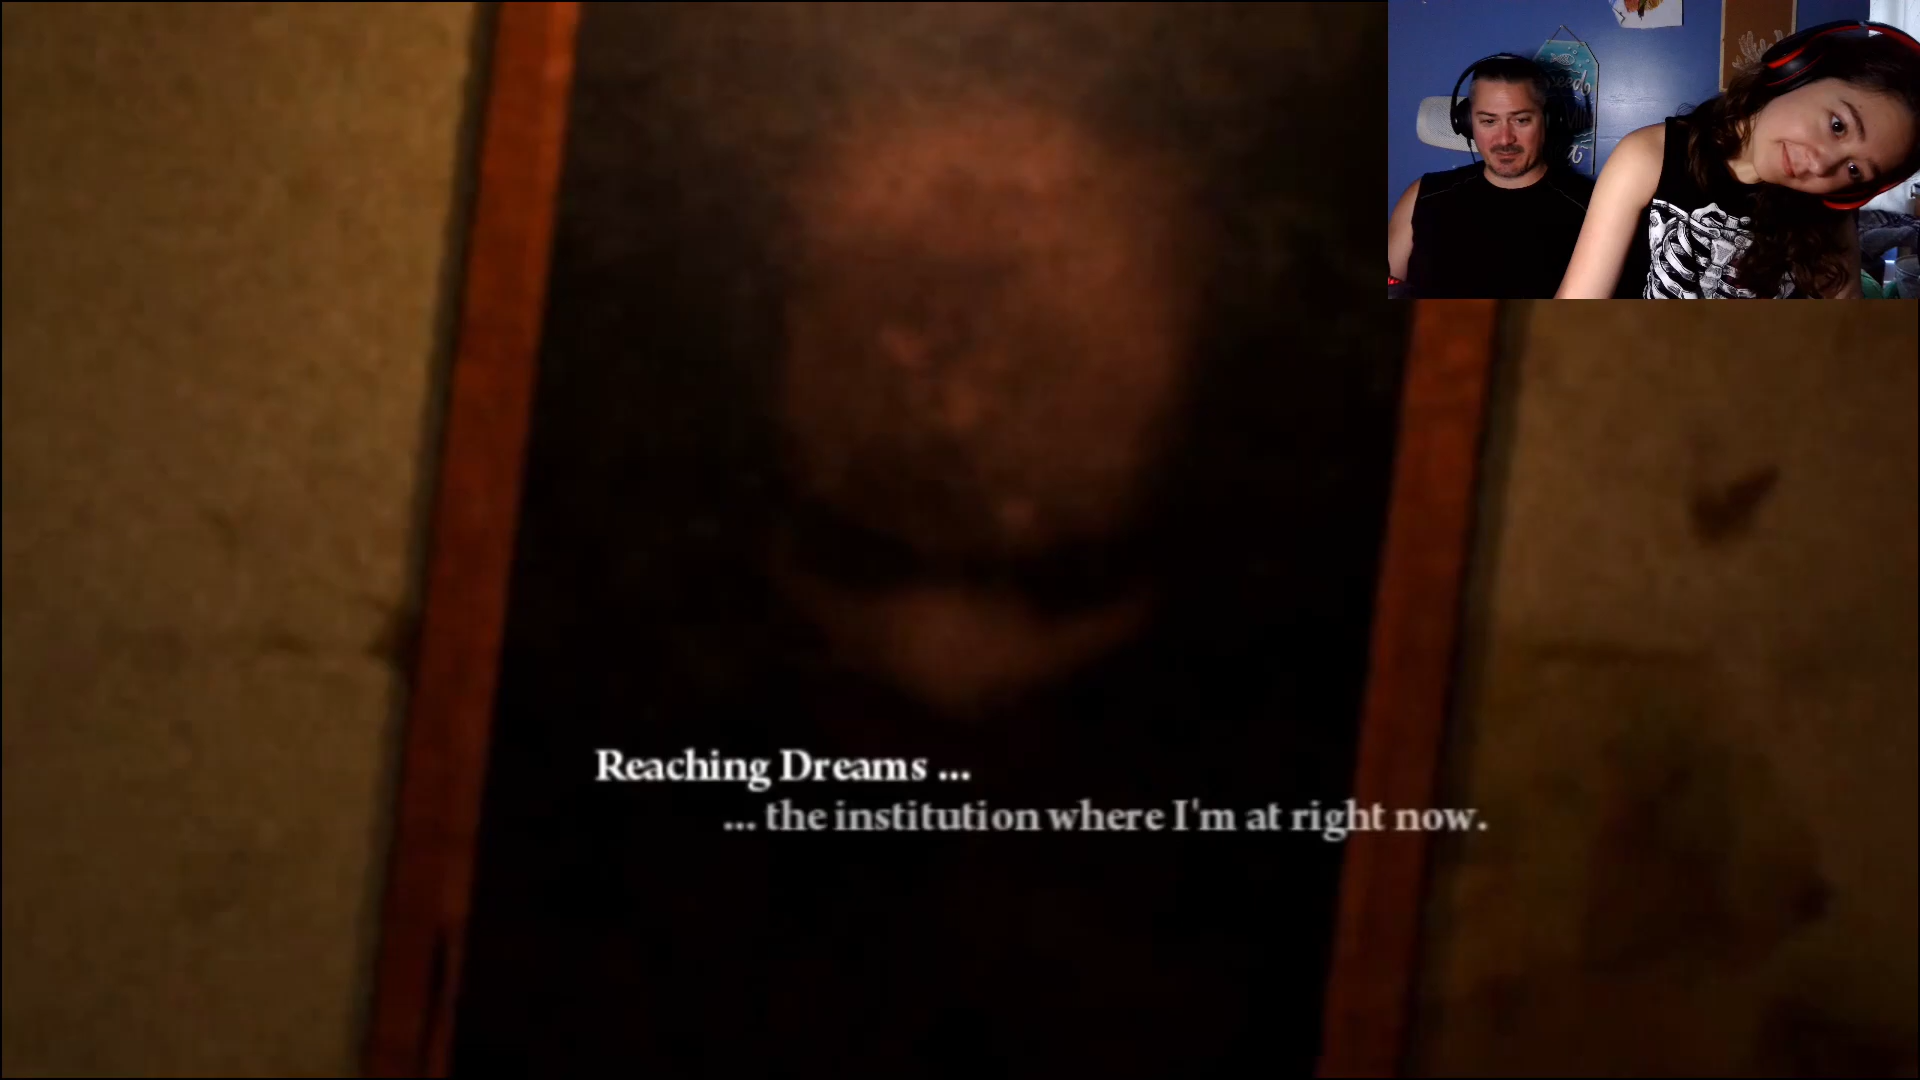 Reaching Dreams ...
... the institution where I'm at right now.